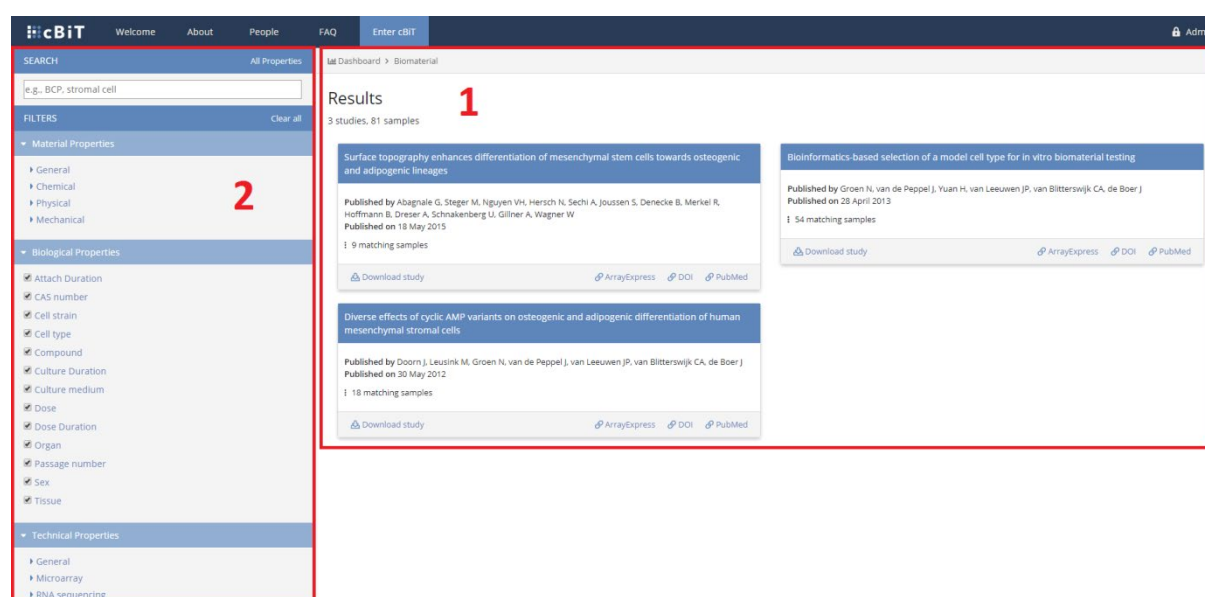 cBiT Welcome About People FAQ Enter cBiT Adm
SEARCH All Properties
e.g., BCP, stromal cell
FILTERS Clear all
Material Properties
General
Chemical
Physical
Mechanical
2
Biological Properties
Attach Duration
CAS number
Cell strain
Cell type
Compound
Culture Duration
Culture medium
Dose
Dose Duration
Organ
Passage number
Sex
Tissue
Technical Properties
General
Microarray
RNA sequencing
Dashboard > Biomaterial
Results
1
3 studies, 81 samples
Surface topography enhances differentiation of mesenchymal stem cells towards osteogenic
and adipogenic lineages
Published by Abagnale G, Steger M, Nguyen VH, Hersch N, Sechi A, Joussen S, Denecke B, Merkel R,
Hoffmann B, Dreser A, Schnakenberg U, Gillner A, Wagner W
Published on 18 May 2015
9 matching samples
Download study ArrayExpress DOI PubMed
Bioinformatics-based selection of a model cell type for in vitro biomaterial testing
Published by Groen N, van de Peppel J, Yuan H, van Leeuwen JP, van Blitterswijk CA, de Boer J
Published on 28 April 2013
54 matching samples
Download study ArrayExpress DOI PubMed
Diverse effects of cyclic AMP variants on osteogenic and adipogenic differentiation of human
mesenchymal stromal cells
Published by Doorn J, Leusink M, Groen N, van de Peppel J, van Leeuwen JP, van Blitterswijk CA, de Boer J
Published on 30 May 2012
18 matching samples
Download study ArrayExpress DOI PubMed